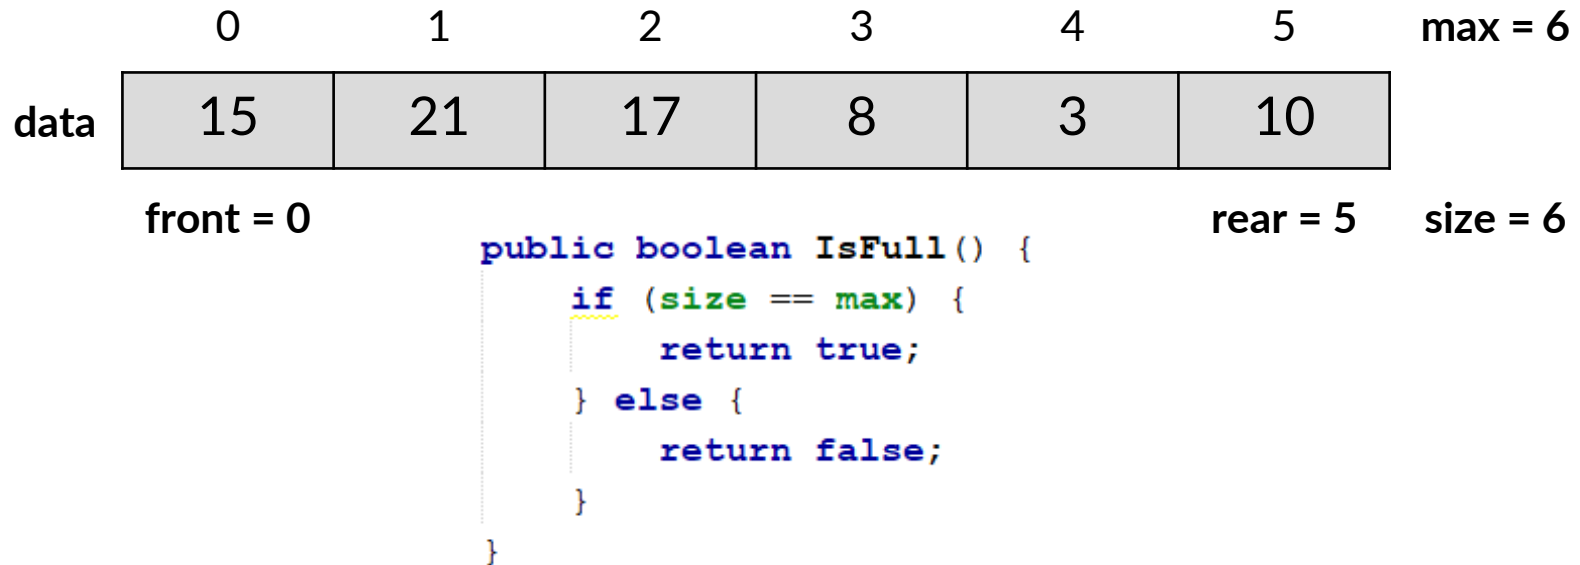 0 1 2 3 4 5 max = 6
data 15 21 17 8 3 10
front = 0 rear = 5 size = 6
public boolean IsFull() {
if (size == max) {
return true;
} else {
return false;
}
}